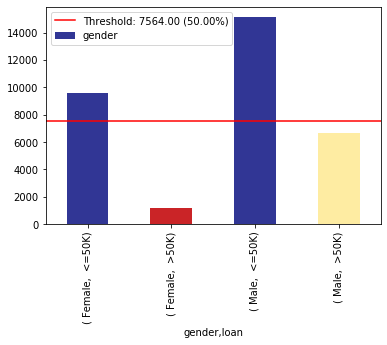 Threshold: 7564.00 (50.00%)
gender
14000
12000
10000
8000
6000
4000
2000
0
( Female,  <=50K)
( Female,  >50K)
( Male,  <=50K)
( Male,  >50K)
gender,loan